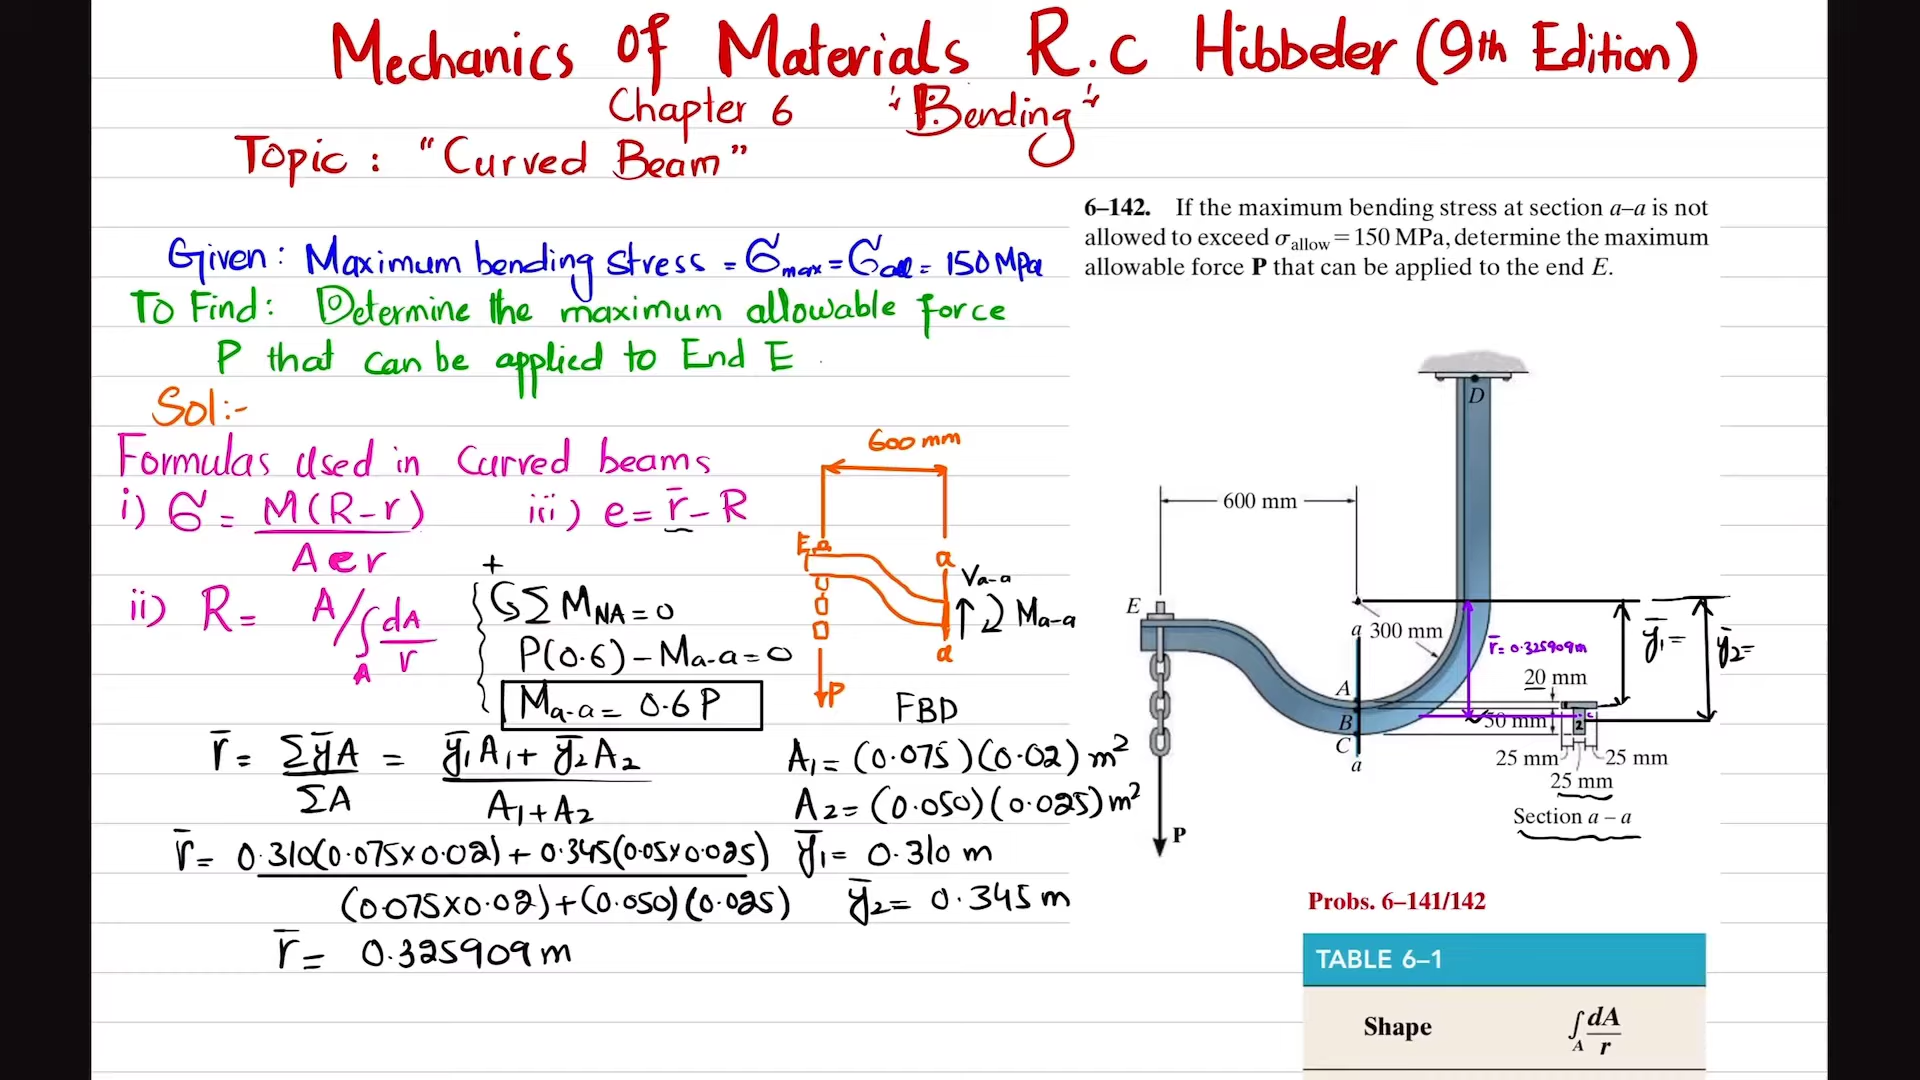 Mechanics of Materials R.C Hibbeler (9th Edition)
Chapter 6 "Bending"
Topic : "Curved Beam"
6–142. If the maximum bending stress at section a–a is not
allowed to exceed σallow = 150 MPa, determine the maximum
allowable force P that can be applied to the end E.
Given : Maximum bending stress = σmax = σall = 150 MPa
To Find : Determine the maximum allowable force
P that can be applied to End E
Sol:-
Formulas used in Curved beams
i) σ = M(R-r) / Aer
iii) e = r̄ - R
ii) R = A/∫A dA/r
+
↺ΣMNA = 0
P(0.6) - Ma-a = 0
Ma-a = 0.6P
600 mm
E
a
Va-a
Ma-a
a
P
FBD
r̄ = ΣȳA / ΣA = ȳ1A1 + ȳ2A2 / A1 + A2
A1 = (0.075)(0.02) m²
A2 = (0.050)(0.025) m²
r̄ = 0.310(0.075x0.02) + 0.345(0.05x0.025) / (0.075x0.02) + (0.050)(0.025)
ȳ1 = 0.310 m
ȳ2 = 0.345 m
r̄ = 0.325909 m
D
600 mm
E
a
300 mm
r̄= 0.325909m
ȳ1=
ȳ2=
20 mm
A
B
C
a
50 mm
2
c
25 mm
25 mm
25 mm
Section a – a
P
Probs. 6–141/142
TABLE 6–1
Shape ∫A dA/r